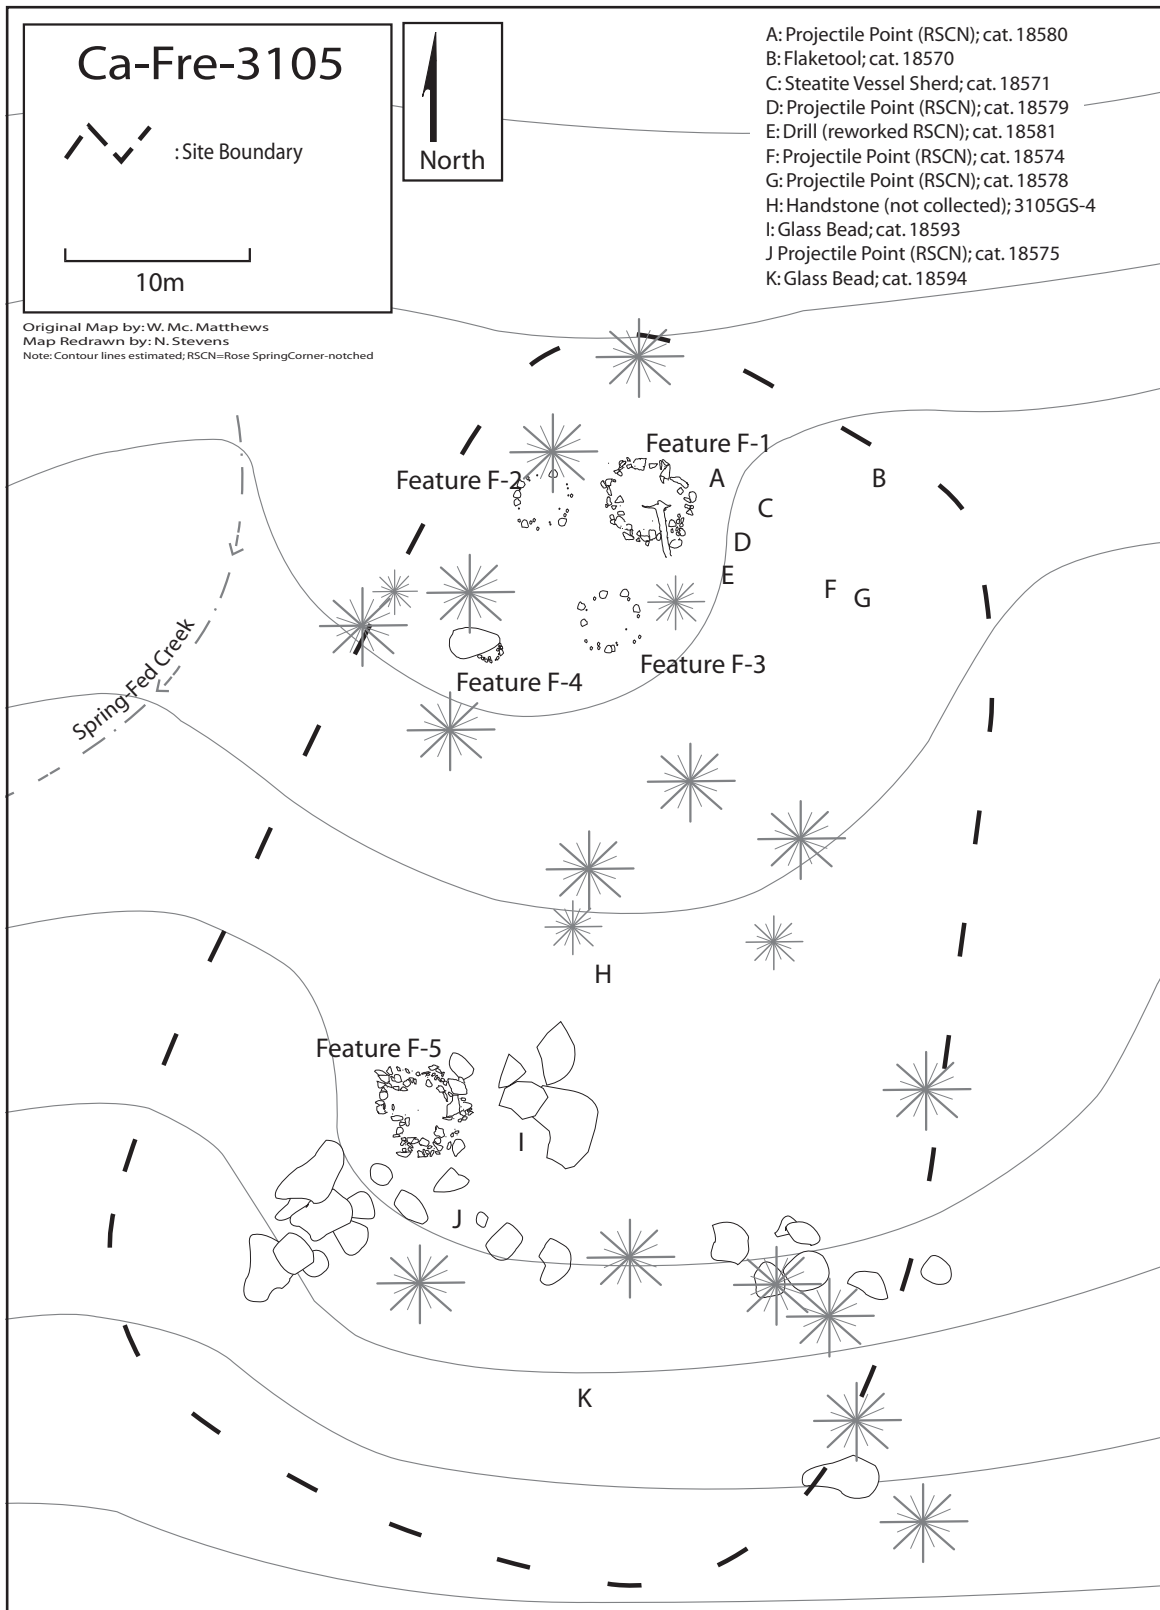 Ca-Fre-3105
: Site Boundary
10m
North
A: Projectile Point (RSCN); cat. 18580
B: Flaketool; cat. 18570
C: Steatite Vessel Sherd; cat. 18571
D: Projectile Point (RSCN); cat. 18579
E: Drill (reworked RSCN); cat. 18581
F: Projectile Point (RSCN); cat. 18574
G: Projectile Point (RSCN); cat. 18578
H: Handstone (not collected); 3105GS-4
I: Glass Bead; cat. 18593
J Projectile Point (RSCN); cat. 18575
K: Glass Bead; cat. 18594
Original Map by: W. Mc. Matthews
Map Redrawn by: N. Stevens
Note: Contour lines estimated; RSCN=Rose SpringCorner-notched
Feature F-1
Feature F-2
A
B
C
D
E
F
G
Spring-Fed Creek
Feature F-3
Feature F-4
H
Feature F-5
I
J
K